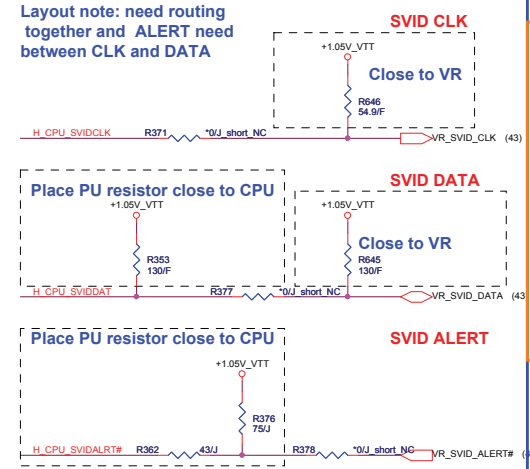 Layout note: need routing
together and ALERT need
between CLK and DATA
SVID CLK
+1.05V_VTT
Close to VR
R646
54.9/F
H_CPU_SVIDCLK R371 *0/J_short_NC VR_SVID_CLK (43)
SVID DATA
Place PU resistor close to CPU
+1.05V_VTT +1.05V_VTT
Close to VR
R353 R645
130/F 130/F
H_CPU_SVIDDAT R377 *0/J_short_NC VR_SVID_DATA (43
Place PU resistor close to CPU SVID ALERT
+1.05V_VTT
R376
75/J
H_CPU_SVIDALRT# R362 43/J R378 *0/J_short_NC VR_SVID_ALERT#